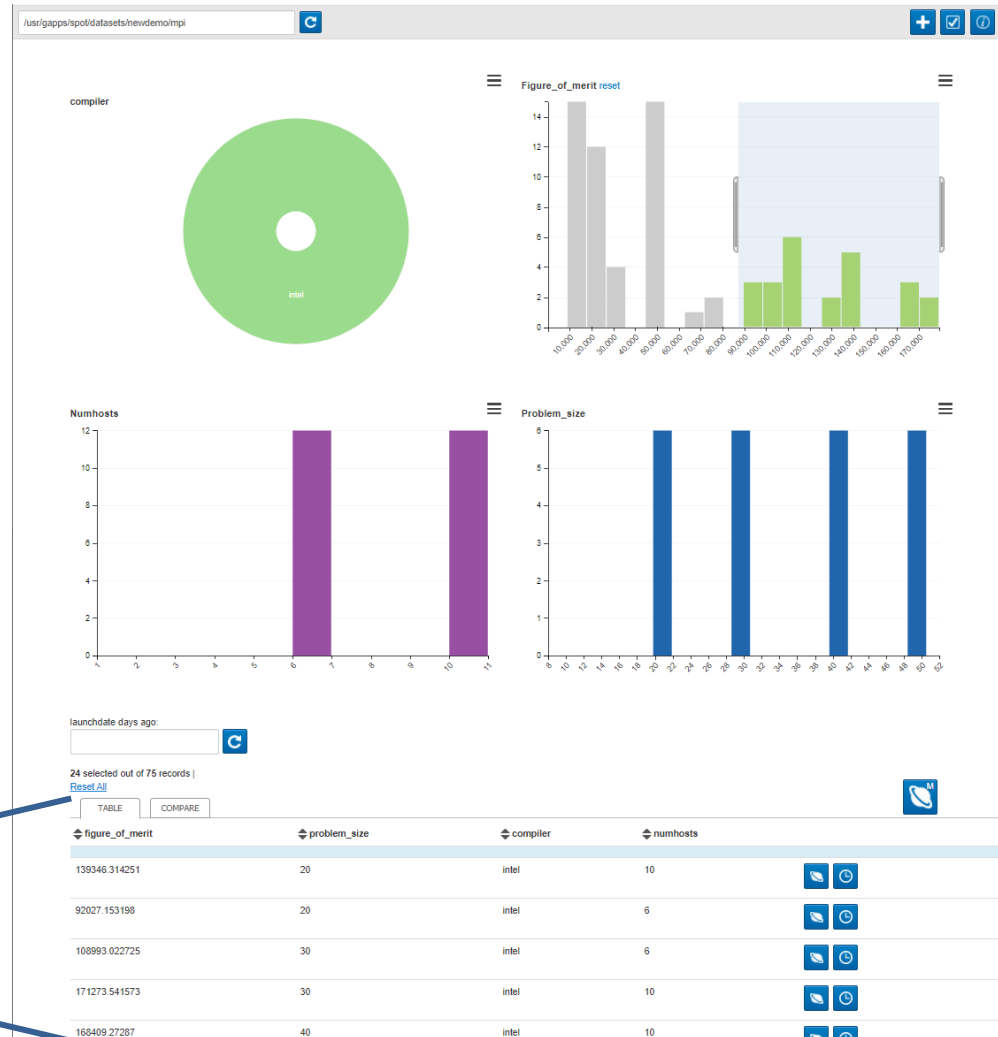 /usr/gapps/spot/datasets/newdemo/mpi
compiler
intel
Figure_of_merit reset
14
12
10
8
6
4
2
0
10,000 20,000 30,000 40,000 50,000 60,000 70,000 80,000 90,000 100,000 110,000 120,000 130,000 140,000 150,000 160,000 170,000
Numhosts
12
10
8
6
4
2
0
1 2 3 4 5 6 7 8 9 10 11
Problem_size
6
5
4
3
2
1
0
8 10 12 14 16 18 20 22 24 26 28 30 32 34 36 38 40 42 44 46 48 50 52
launchdate days ago:
24 selected out of 75 records |
Reset All
M
TABLE COMPARE
figure_of_merit problem_size compiler numhosts
139346.314251 20 intel 10
92027.153198 20 intel 6
108993.022725 30 intel 6
171273.541573 30 intel 10
168409.27287 40 intel 10